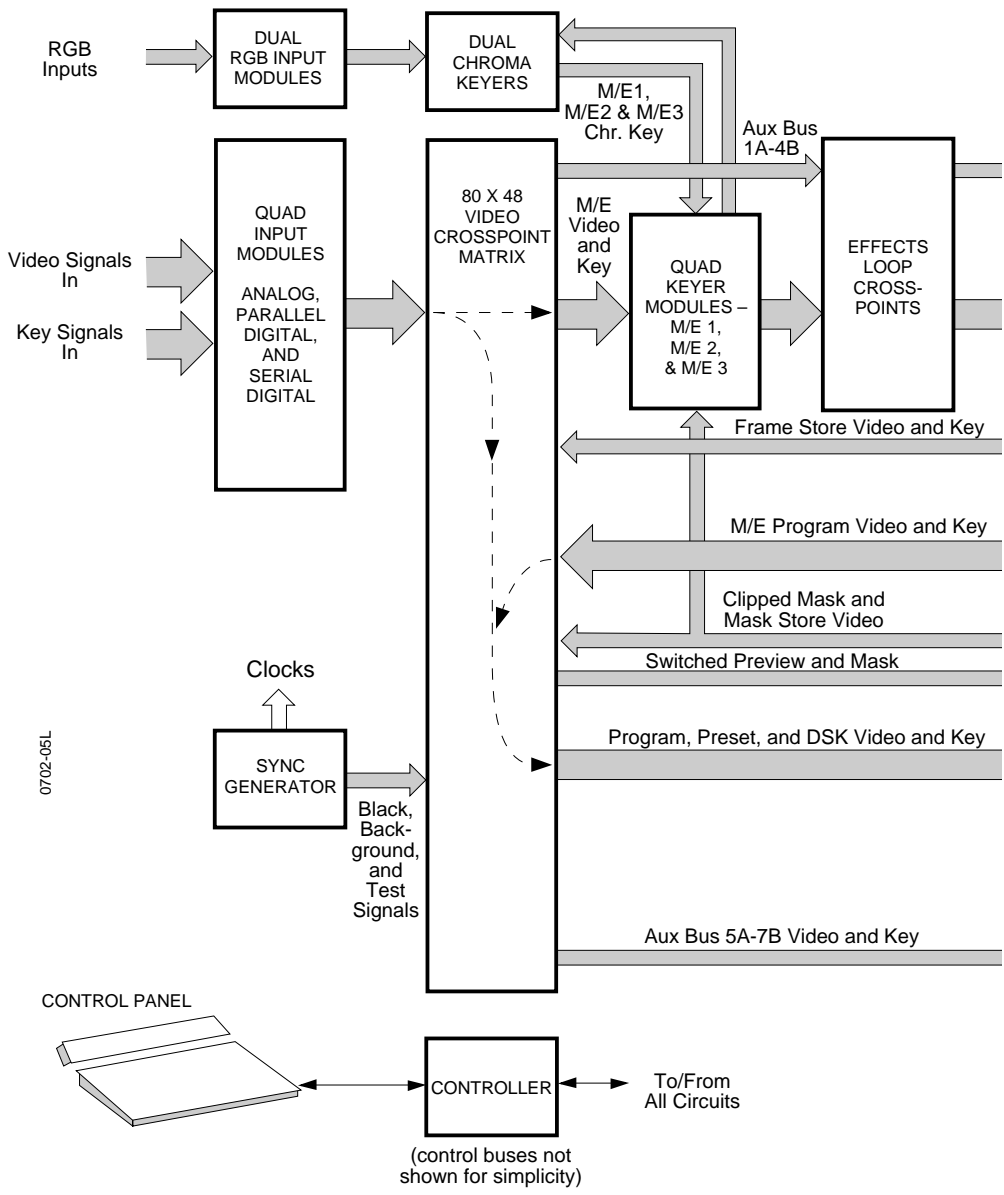 RGB
Inputs
DUAL
RGB INPUT
MODULES
DUAL
CHROMA
KEYERS
M/E1,
M/E2 & M/E3
Chr. Key
Aux Bus
1A-4B
Video Signals
In
Key Signals
In
QUAD
INPUT
MODULES
ANALOG,
PARALLEL
DIGITAL,
AND
SERIAL
DIGITAL
80 X 48
VIDEO
CROSSPOINT
MATRIX
M/E
Video
and
Key
QUAD
KEYER
MODULES –
M/E 1,
M/E 2,
& M/E 3
EFFECTS
LOOP
CROSS-
POINTS
Frame Store Video and Key
M/E Program Video and Key
Clipped Mask and
Mask Store Video
Switched Preview and Mask
Program, Preset, and DSK Video and Key
Clocks
SYNC
GENERATOR
Black,
Back-
ground,
and
Test
Signals
0702-05L
Aux Bus 5A-7B Video and Key
CONTROL PANEL
CONTROLLER
To/From
All Circuits
(control buses not
shown for simplicity)